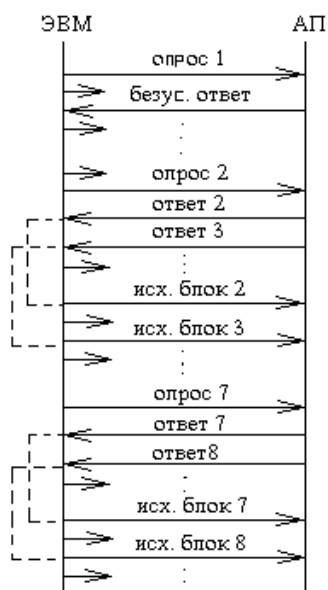 ЭВМ АП
опрос 1
безус. ответ
опрос 2
ответ 2
ответ 3
исх. блок 2
исх. блок 3
опрос 7
ответ 7
ответ8
исх. блок 7
исх. блок 8